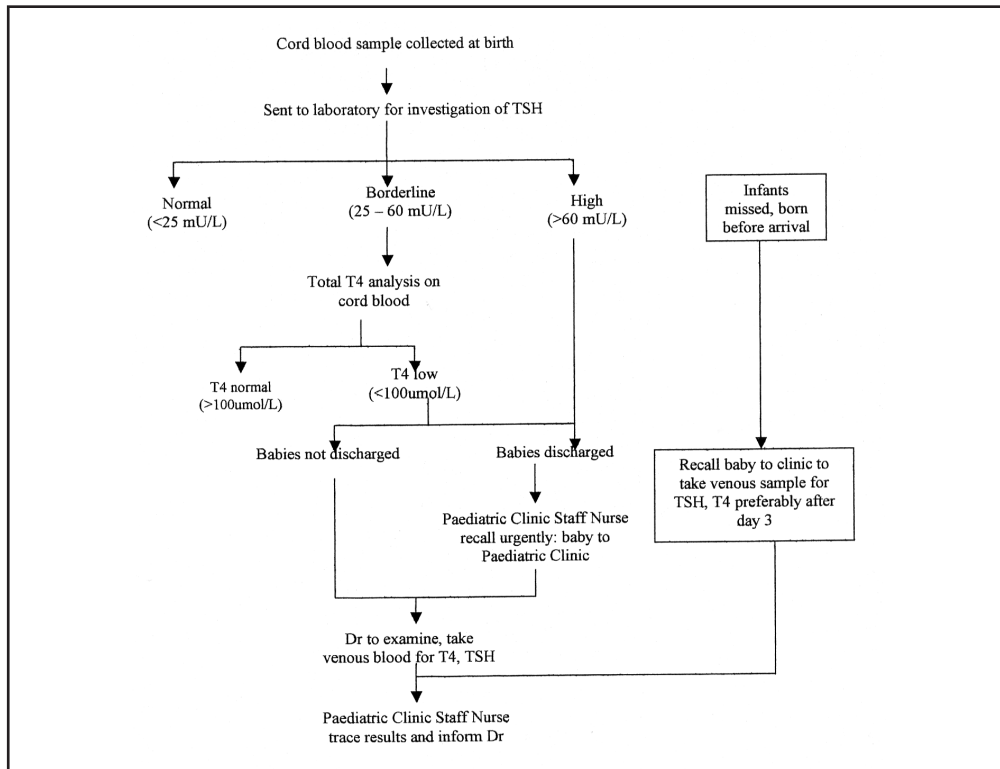 Cord blood sample collected at birth
Sent to laboratory for investigation of TSH
Normal
(<25 mU/L)
Borderline
(25 – 60 mU/L)
High
(>60 mU/L)
Infants
missed, born
before arrival
Total T4 analysis on
cord blood
T4 normal
(>100umol/L)
T4 low
(<100umol/L)
Babies not discharged
Babies discharged
Recall baby to clinic to
take venous sample for
TSH, T4 preferably after
day 3
Paediatric Clinic Staff Nurse
recall urgently: baby to
Paediatric Clinic
Dr to examine, take
venous blood for T4, TSH
Paediatric Clinic Staff Nurse
trace results and inform Dr